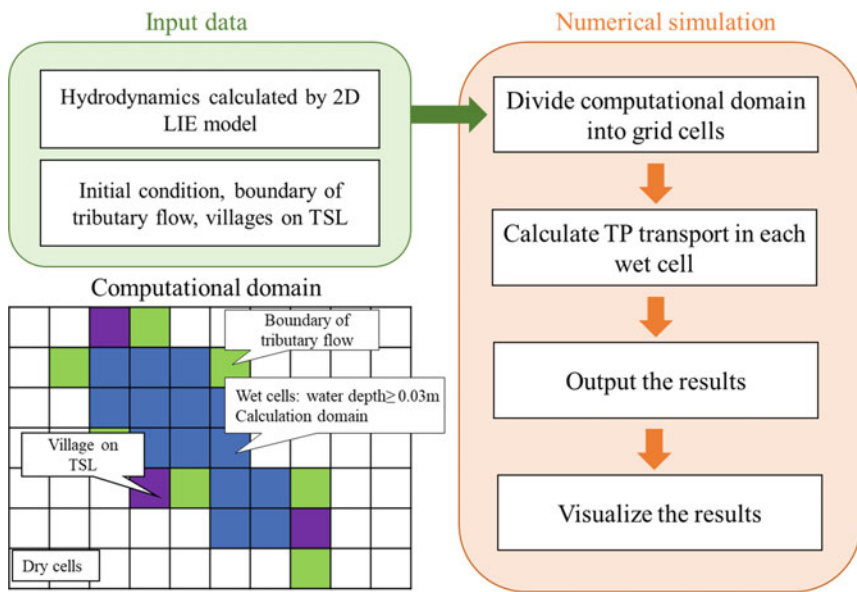 Input data
Hydrodynamics calculated by 2D
LIE model
Initial condition, boundary of
tributary flow, villages on TSL
Computational domain
Boundary of
tributary flow
Wet cells: water depth≥0.03m
Calculation domain
Village on
TSL
Dry cells
Numerical simulation
Divide computational domain
into grid cells
Calculate TP transport in each
wet cell
Output the results
Visualize the results